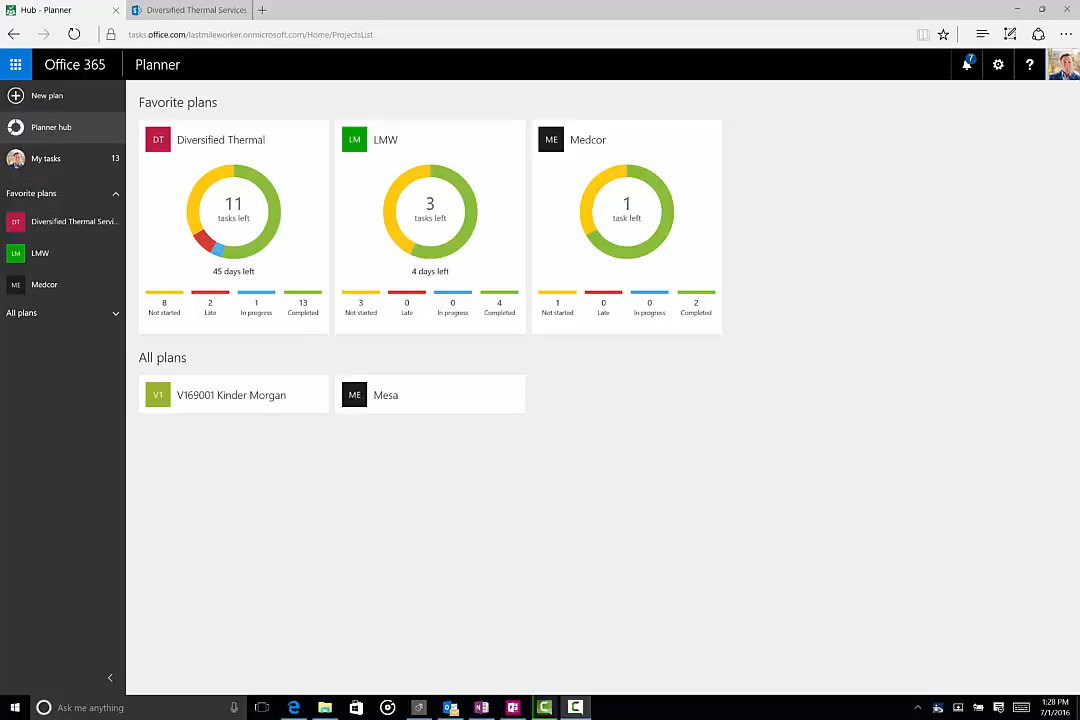 Hub - Planner
Diversified Thermal Services
tasks.office.com/lastmileworker.onmicrosoft.com/Home/ProjectsList
Office 365
Planner
7
?
New plan
Planner hub
My tasks 13
Favorite plans
DT Diversified Thermal Servi...
LM LMW
ME Medcor
All plans
Favorite plans
DT Diversified Thermal
11
tasks left
45 days left
8 2 1 13
Not started Late In progress Completed
LM LMW
3
tasks left
4 days left
3 0 0 4
Not started Late In progress Completed
ME Medcor
1
task left
1 0 0 2
Not started Late In progress Completed
All plans
V1 V169001 Kinder Morgan
ME Mesa
Ask me anything
1:28 PM
7/1/2016